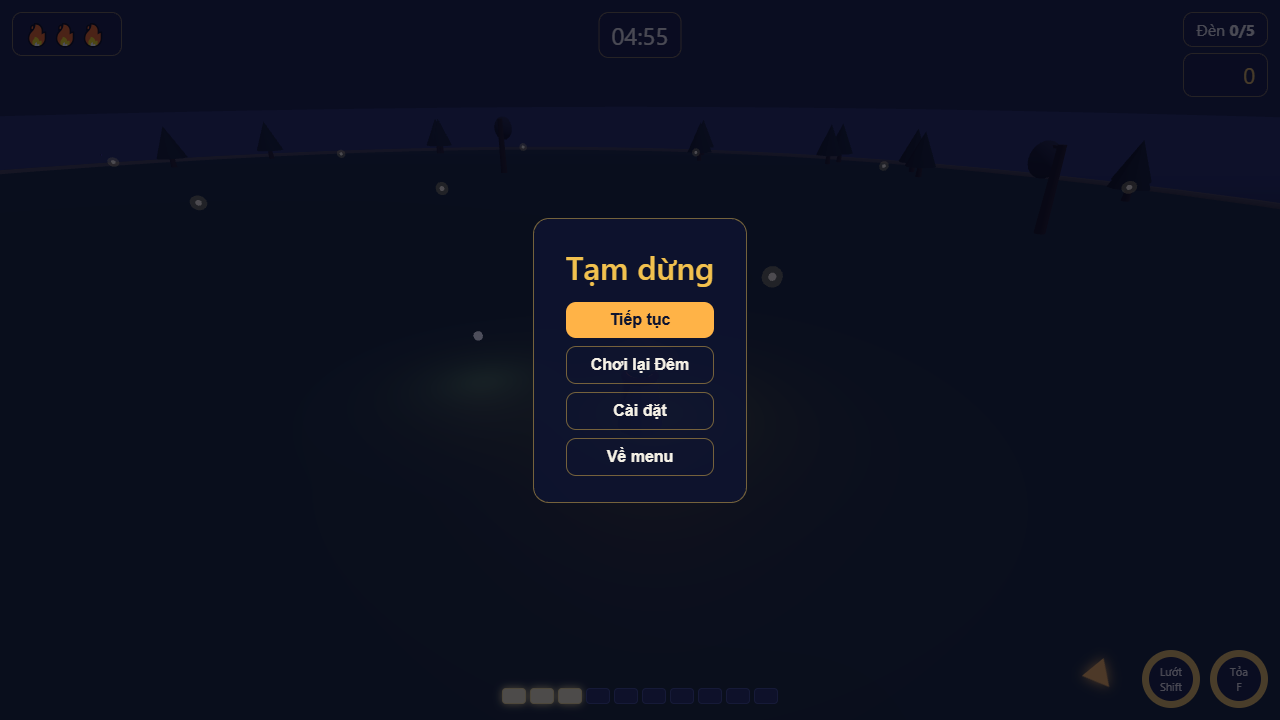 04:55
Đèn 0/5
0
Tạm dừng
Tiếp tục
Chơi lại Đêm
Cài đặt
Về menu
Lướt
Shift
Tỏa
F